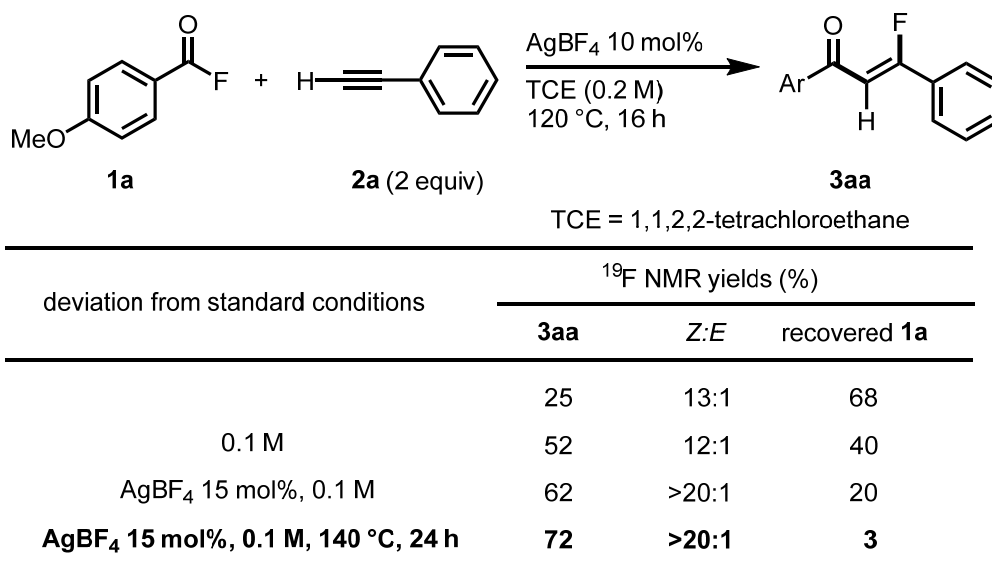 O
F
MeO
1a
+
H
2a (2 equiv)
AgBF₄ 10 mol%
TCE (0.2 M)
120 °C, 16 h
O
F
Ar
H
3aa
TCE = 1,1,2,2-tetrachloroethane
deviation from standard conditions
¹⁹F NMR yields (%)
3aa Z:E recovered 1a
25 13:1 68
0.1 M 52 12:1 40
AgBF₄ 15 mol%, 0.1 M 62 >20:1 20
AgBF₄ 15 mol%, 0.1 M, 140 °C, 24 h 72 >20:1 3